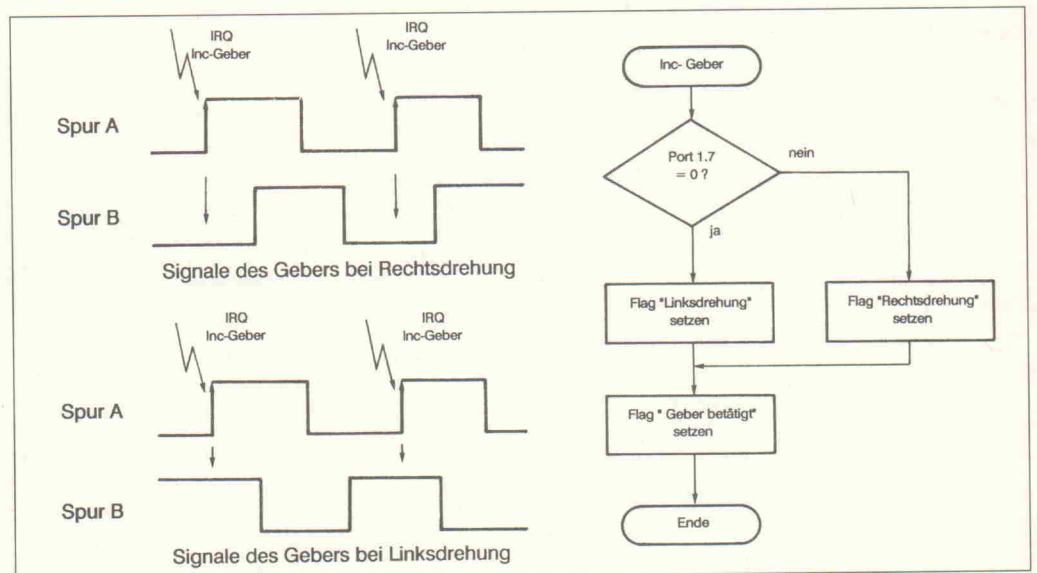 IRQ
Inc-Geber
IRQ
Inc-Geber
Spur A
Spur B
Signale des Gebers bei Rechtsdrehung
IRQ
Inc-Geber
IRQ
Inc-Geber
Spur A
Spur B
Signale des Gebers bei Linksdrehung
Inc- Geber
Port 1.7
= 0 ?
nein
ja
Flag "Linksdrehung"
setzen
Flag "Rechtsdrehung"
setzen
Flag " Geber betätigt"
setzen
Ende